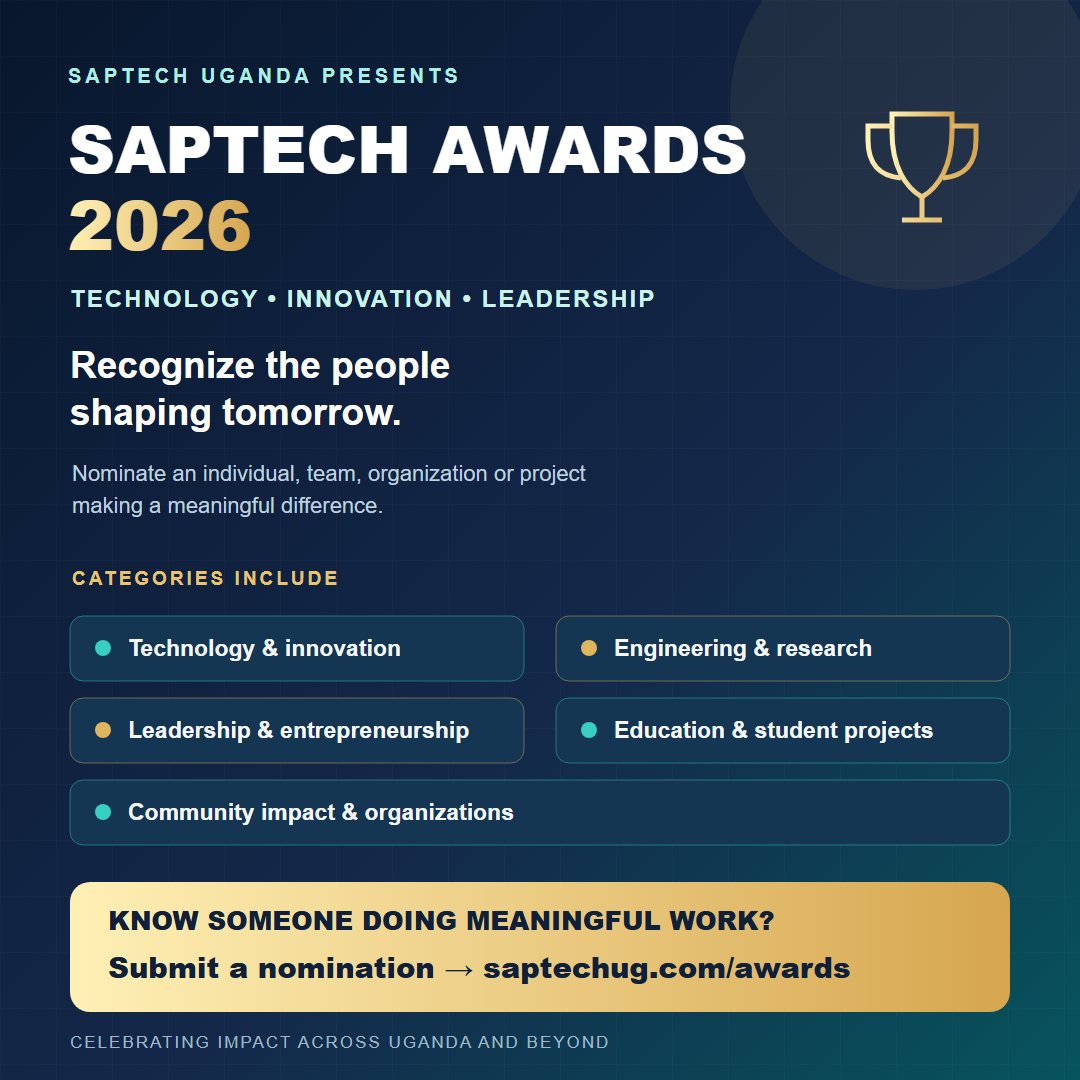 SAPTECH UGANDA PRESENTS
SAPTECH AWARDS
2026
TECHNOLOGY • INNOVATION • LEADERSHIP
Recognize the people
shaping tomorrow.
Nominate an individual, team, organization or project
making a meaningful difference.
CATEGORIES INCLUDE
Technology & innovation
Engineering & research
Leadership & entrepreneurship
Education & student projects
Community impact & organizations
KNOW SOMEONE DOING MEANINGFUL WORK?
Submit a nomination → saptechug.com/awards
CELEBRATING IMPACT ACROSS UGANDA AND BEYOND